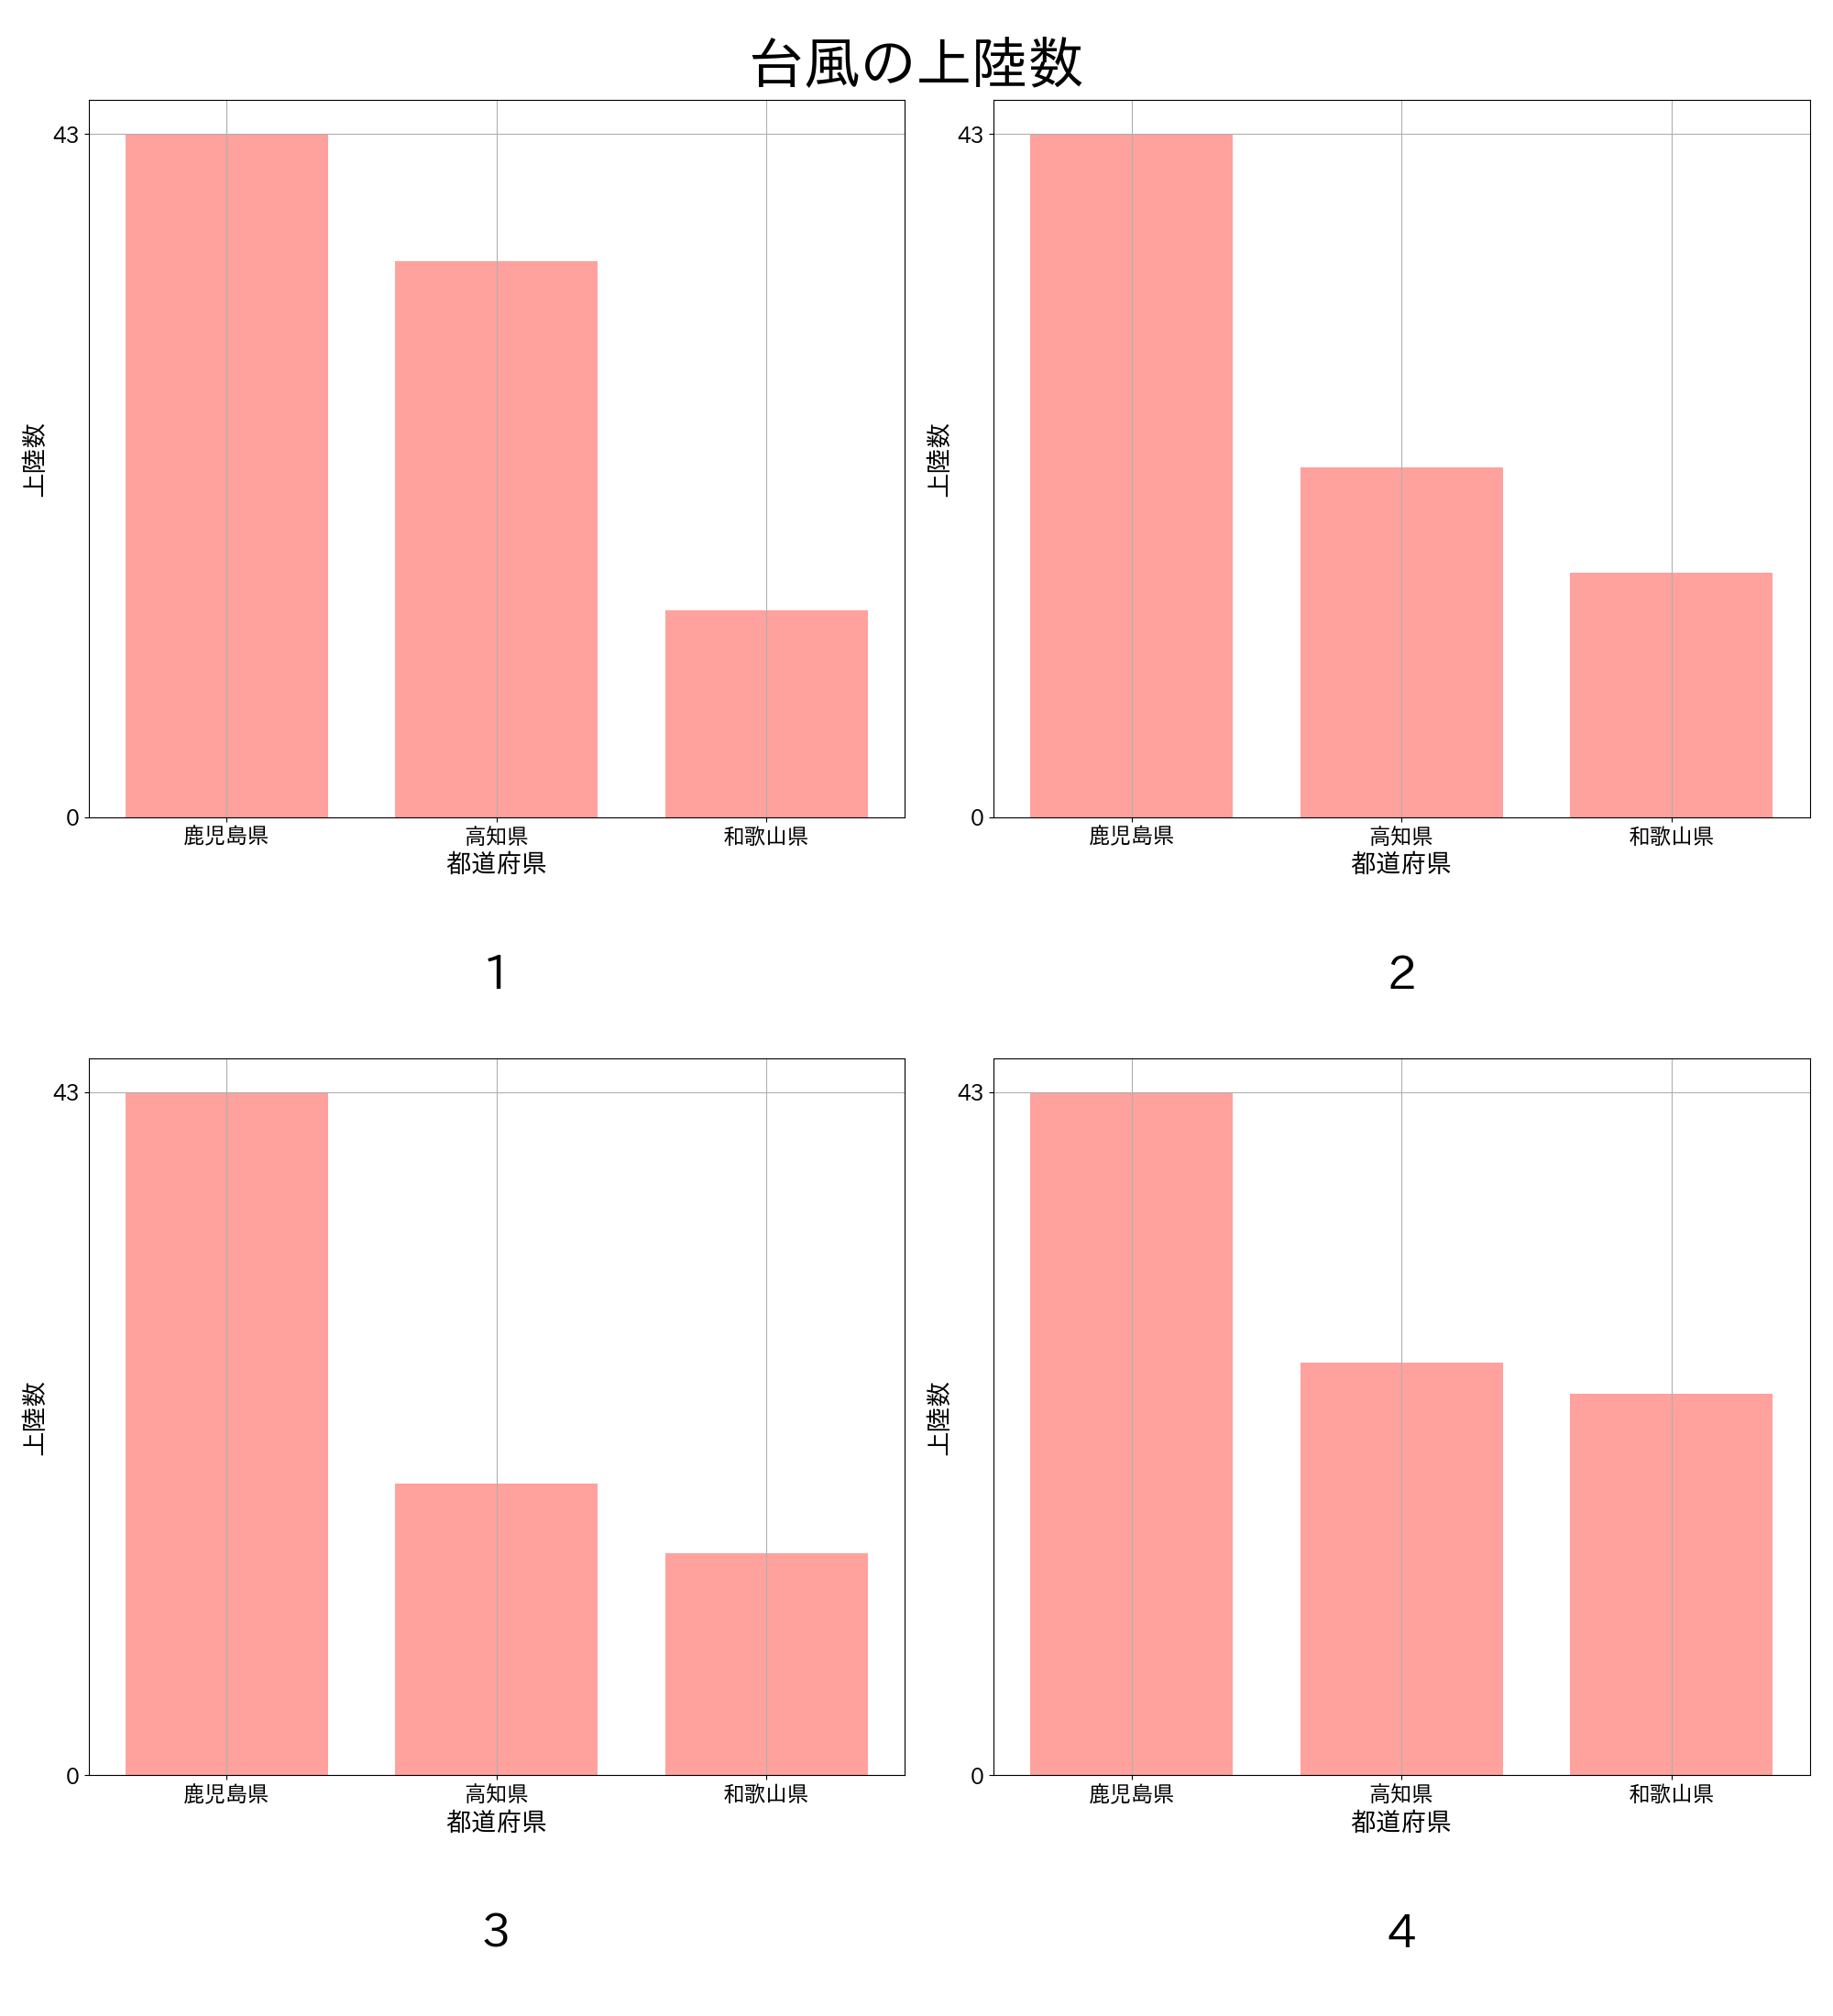 台風の上陸数
43
0
上陸数
鹿児島県 高知県 和歌山県
都道府県
1
43
0
上陸数
鹿児島県 高知県 和歌山県
都道府県
2
43
0
上陸数
鹿児島県 高知県 和歌山県
都道府県
3
43
0
上陸数
鹿児島県 高知県 和歌山県
都道府県
4